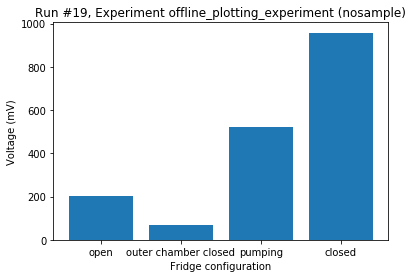 Run #19, Experiment offline_plotting_experiment (nosample)
1000
800
600
400
200
0
Voltage (mV)
open outer chamber closed pumping closed
Fridge configuration